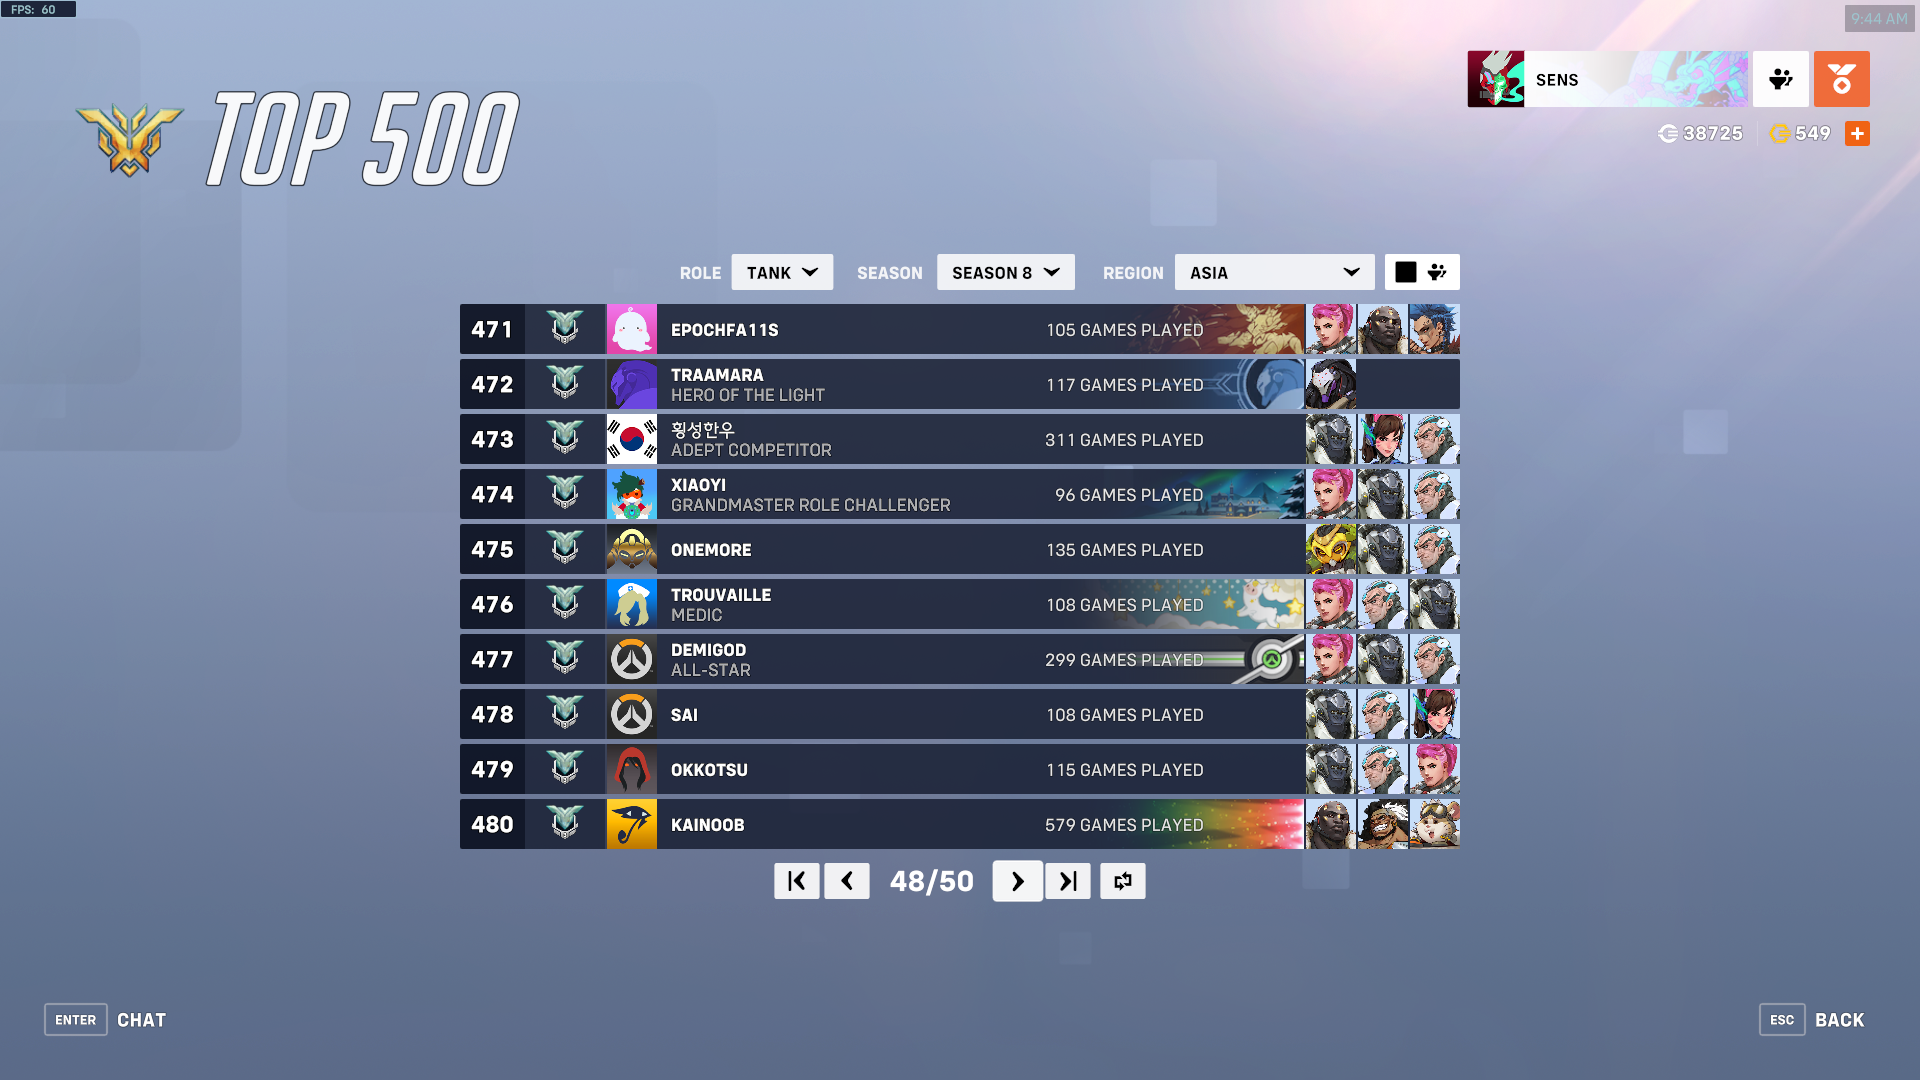 FPS: 60
9:44 AM
TOP 500
SENS
38725
549
ROLE TANK SEASON SEASON 8 REGION ASIA
471 EPOCHFA11S 105 GAMES PLAYED
472 TRAAMARA 117 GAMES PLAYED
HERO OF THE LIGHT
473 횡성한우 311 GAMES PLAYED
ADEPT COMPETITOR
474 XIAOYI 96 GAMES PLAYED
GRANDMASTER ROLE CHALLENGER
475 ONEMORE 135 GAMES PLAYED
476 TROUVAILLE 108 GAMES PLAYED
MEDIC
477 DEMIGOD 299 GAMES PLAYED
ALL-STAR
478 SAI 108 GAMES PLAYED
479 OKKOTSU 115 GAMES PLAYED
480 KAINOOB 579 GAMES PLAYED
48/50
ENTER CHAT
ESC BACK